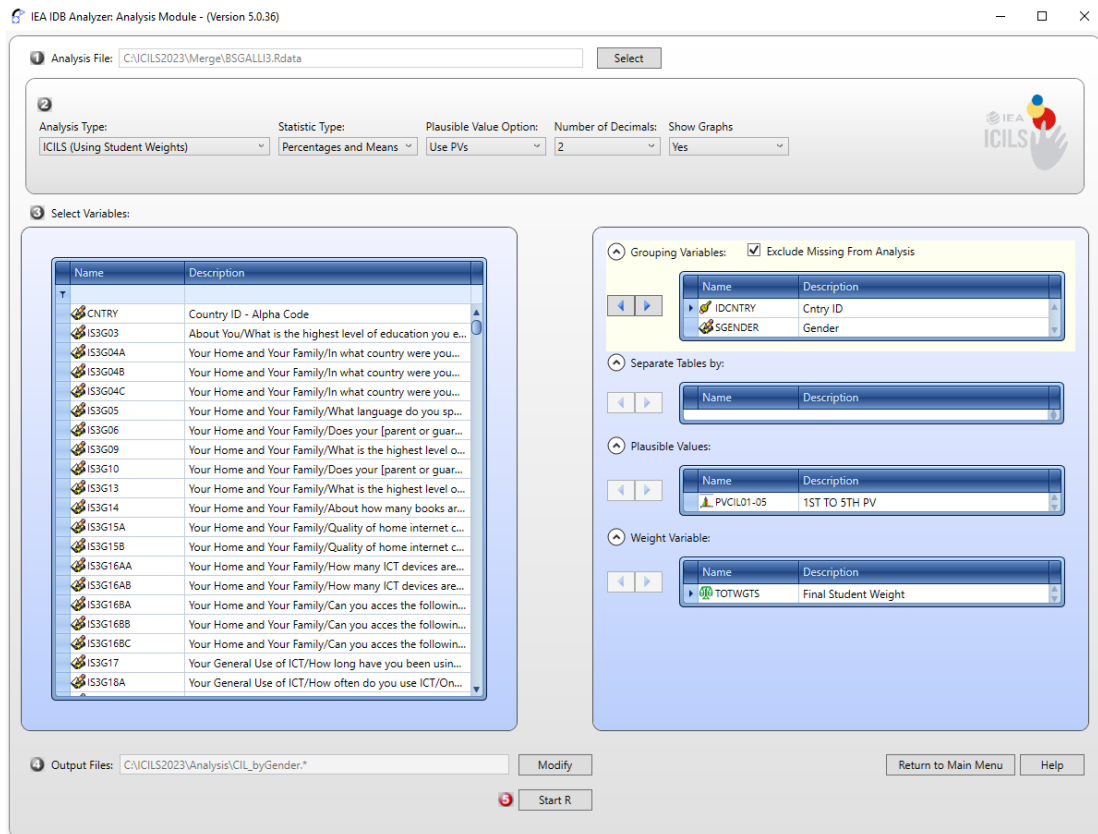 IEA IDB Analyzer: Analysis Module - (Version 5.0.36)
1 Analysis File: C:\ICILS2023\Merge\BSGALLI3.Rdata Select
2
Analysis Type: Statistic Type: Plausible Value Option: Number of Decimals: Show Graphs
ICILS (Using Student Weights) Percentages and Means Use PVs 2 Yes
IEA
ICILS
3 Select Variables:
Name Description
CNTRY Country ID - Alpha Code
IS3G03 About You/What is the highest level of education you e...
IS3G04A Your Home and Your Family/In what country were you...
IS3G04B Your Home and Your Family/In what country were you...
IS3G04C Your Home and Your Family/In what country were you...
IS3G05 Your Home and Your Family/What language do you sp...
IS3G06 Your Home and Your Family/Does your [parent or guar...
IS3G09 Your Home and Your Family/What is the highest level o...
IS3G10 Your Home and Your Family/Does your [parent or guar...
IS3G13 Your Home and Your Family/What is the highest level o...
IS3G14 Your Home and Your Family/About how many books ar...
IS3G15A Your Home and Your Family/Quality of home internet c...
IS3G15B Your Home and Your Family/Quality of home internet c...
IS3G16AA Your Home and Your Family/How many ICT devices are...
IS3G16AB Your Home and Your Family/How many ICT devices are...
IS3G16BA Your Home and Your Family/Can you acces the followin...
IS3G16BB Your Home and Your Family/Can you acces the followin...
IS3G16BC Your Home and Your Family/Can you acces the followin...
IS3G17 Your General Use of ICT/How long have you been usin...
IS3G18A Your General Use of ICT/How often do you use ICT/On...
Grouping Variables: Exclude Missing From Analysis
Name Description
IDCNTRY Cntry ID
SGENDER Gender
Separate Tables by:
Name Description
Plausible Values:
Name Description
PVCIL01-05 1ST TO 5TH PV
Weight Variable:
Name Description
TOTWGTS Final Student Weight
4 Output Files: C:\ICILS2023\Analysis\CIL_byGender.* Modify Return to Main Menu Help
5 Start R